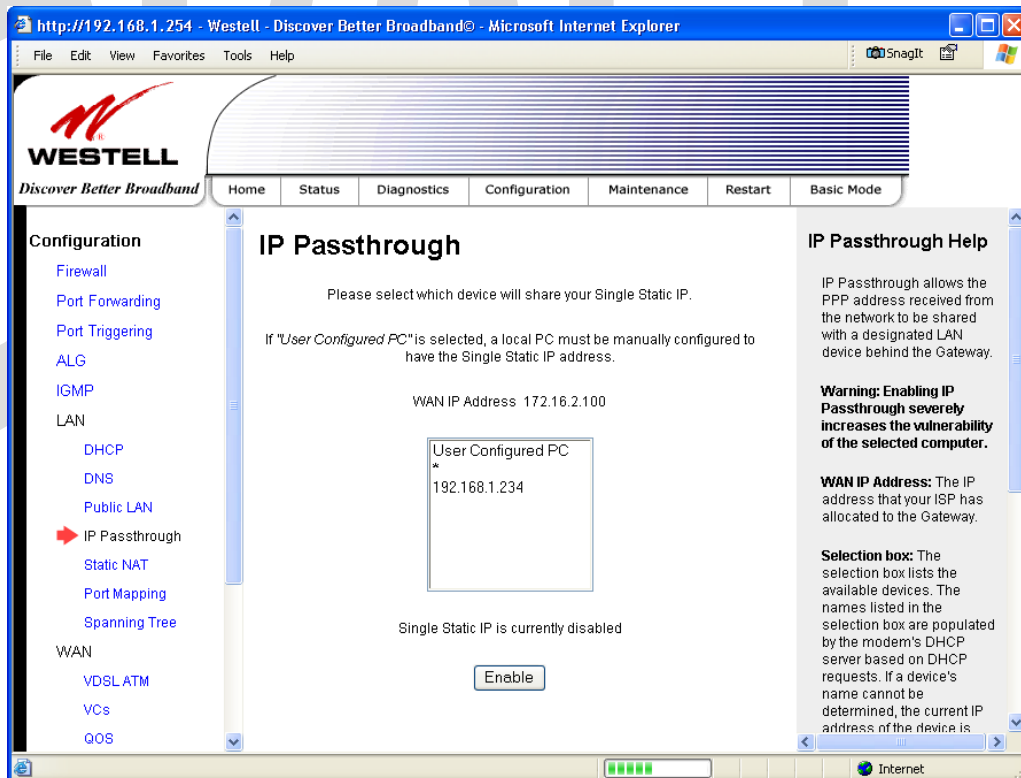 http://192.168.1.254 - Westell - Discover Better Broadband© - Microsoft Internet Explorer
File Edit View Favorites Tools Help
SnagIt
WESTELL
Discover Better Broadband
Home Status Diagnostics Configuration Maintenance Restart Basic Mode
Configuration
Firewall
Port Forwarding
Port Triggering
ALG
IGMP
LAN
DHCP
DNS
Public LAN
IP Passthrough
Static NAT
Port Mapping
Spanning Tree
WAN
VDSL ATM
VCs
QOS
IP Passthrough
Please select which device will share your Single Static IP.
If "User Configured PC" is selected, a local PC must be manually configured to
have the Single Static IP address.
WAN IP Address 172.16.2.100
User Configured PC
*
192.168.1.234
Single Static IP is currently disabled
Enable
IP Passthrough Help
IP Passthrough allows the
PPP address received from
the network to be shared
with a designated LAN
device behind the Gateway.
Warning: Enabling IP
Passthrough severely
increases the vulnerability
of the selected computer.
WAN IP Address: The IP
address that your ISP has
allocated to the Gateway.
Selection box: The
selection box lists the
available devices. The
names listed in the
selection box are populated
by the modem's DHCP
server based on DHCP
requests. If a device's
name cannot be
determined, the current IP
address of the device is
Internet